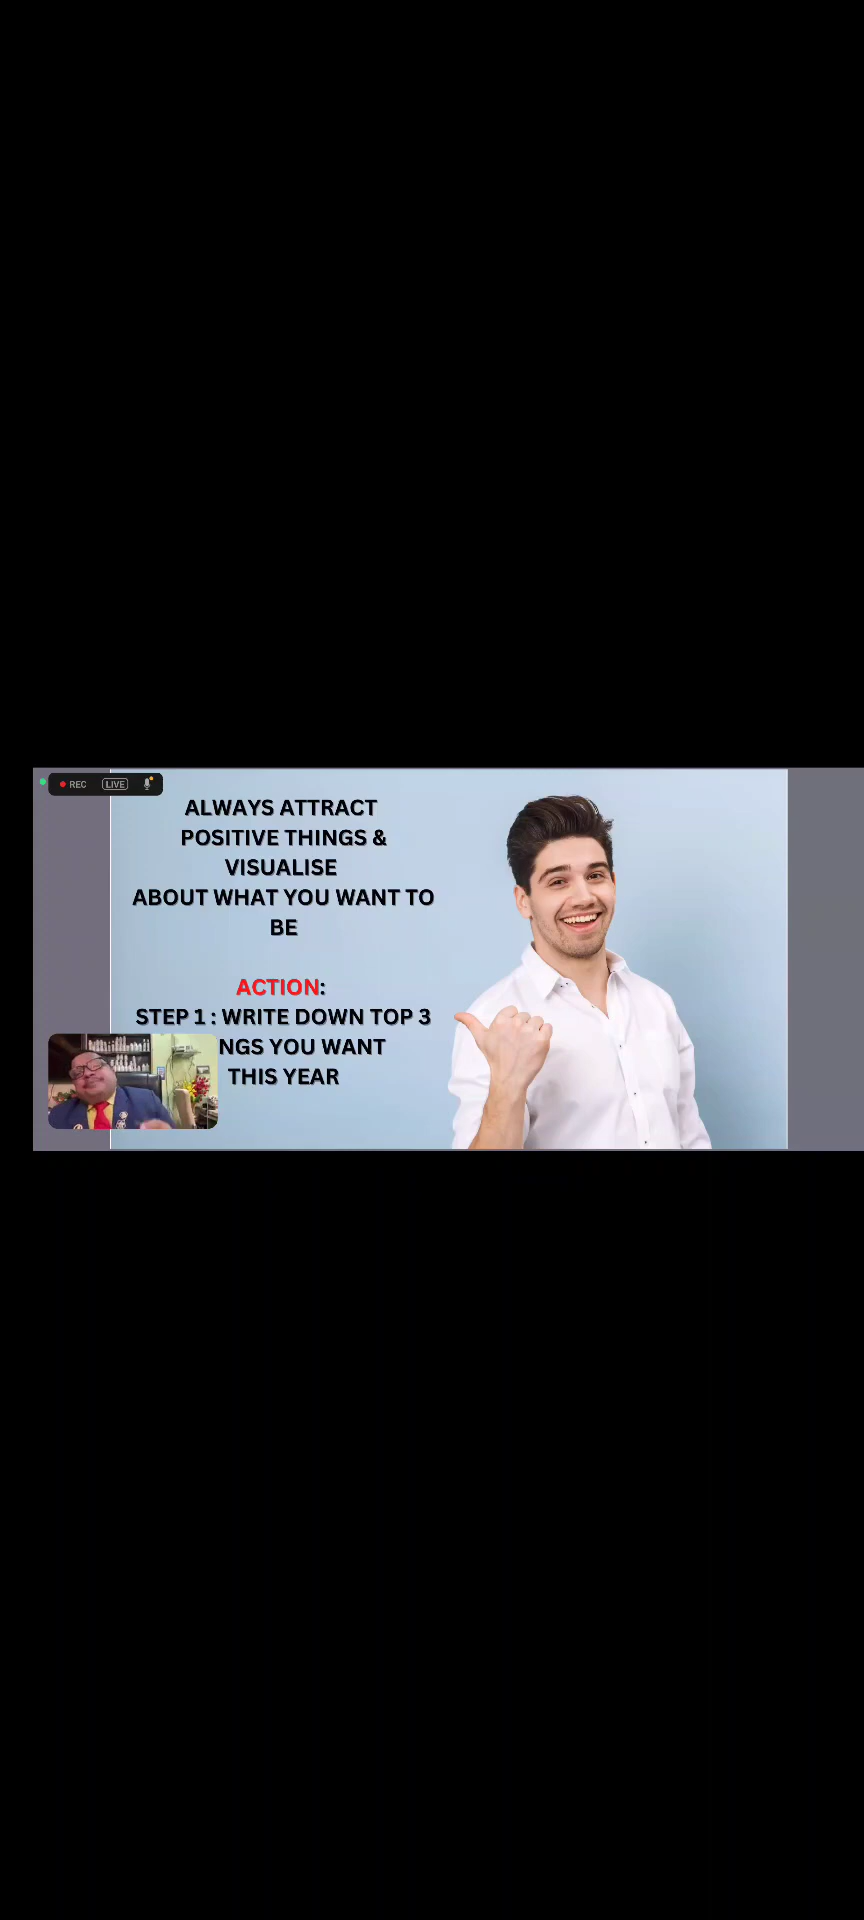 REC LIVE
ALWAYS ATTRACT
POSITIVE THINGS &
VISUALISE
ABOUT WHAT YOU WANT TO
BE
ACTION:
STEP 1 : WRITE DOWN TOP 3
NGS YOU WANT
THIS YEAR